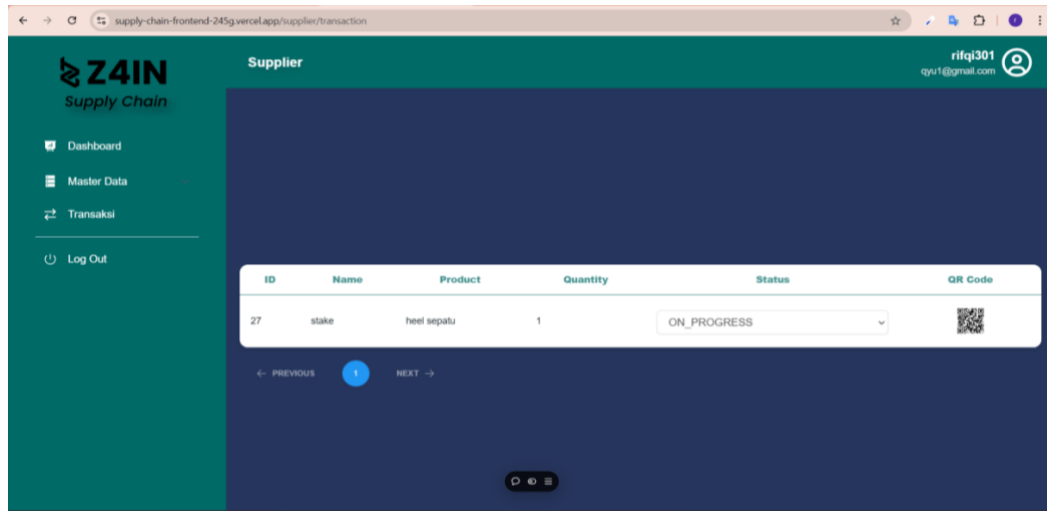 supply-chain-frontend-245g.vercel.app/supplier/transaction
Z4IN
Supply Chain
Supplier
rifqi301
qyu1@gmail.com
Dashboard
Master Data
Transaksi
Log Out
ID Name Product Quantity Status QR Code
27 stake heel sepatu 1 ON_PROGRESS
← PREVIOUS 1 NEXT →